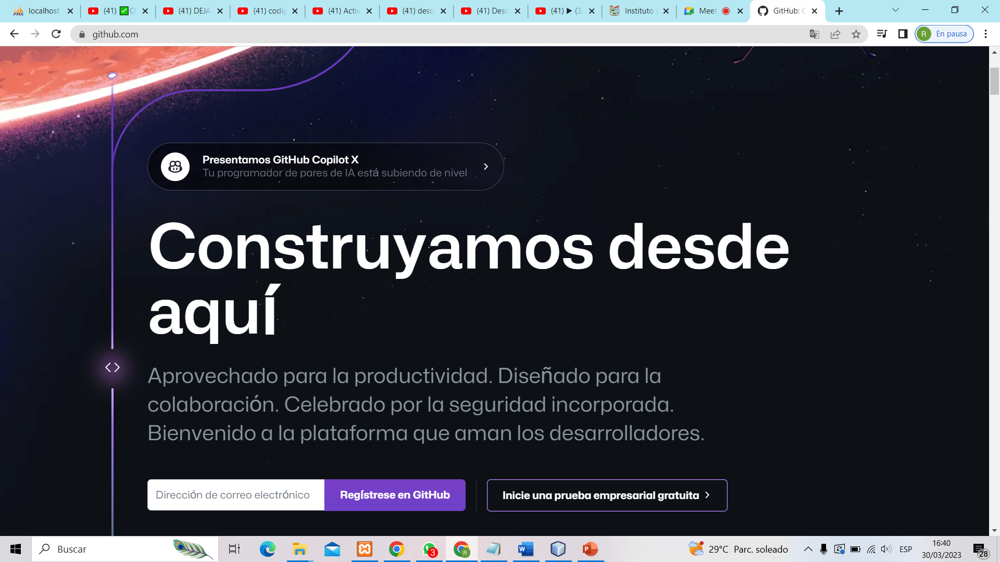 localhost
(41) ✅
(41) DEJA
(41) codig
(41) Activ
(41) desca
(41) Desc
(41) ▶ (3/
Instituto
Meet
GitHub:
github.com
R
En pausa
Presentamos GitHub Copilot X
Tu programador de pares de IA está subiendo de nivel
Construyamos desde
aquí
Aprovechado para la productividad. Diseñado para la
colaboración. Celebrado por la seguridad incorporada.
Bienvenido a la plataforma que aman los desarrolladores.
Dirección de correo electrónico
Regístrese en GitHub
Inicie una prueba empresarial gratuita
Buscar
3
29°C Parc. soleado
ESP
16:40
30/03/2023
28